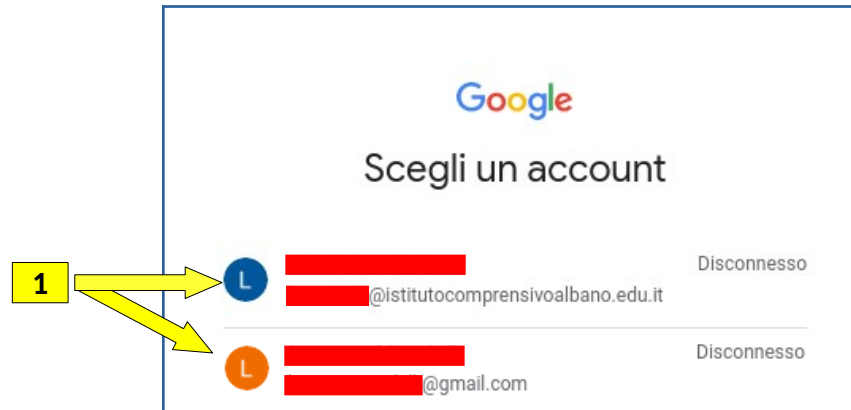 Google
Scegli un account
L
Disconnesso
@istitutocomprensivoalbano.edu.it
1
L
Disconnesso
@gmail.com